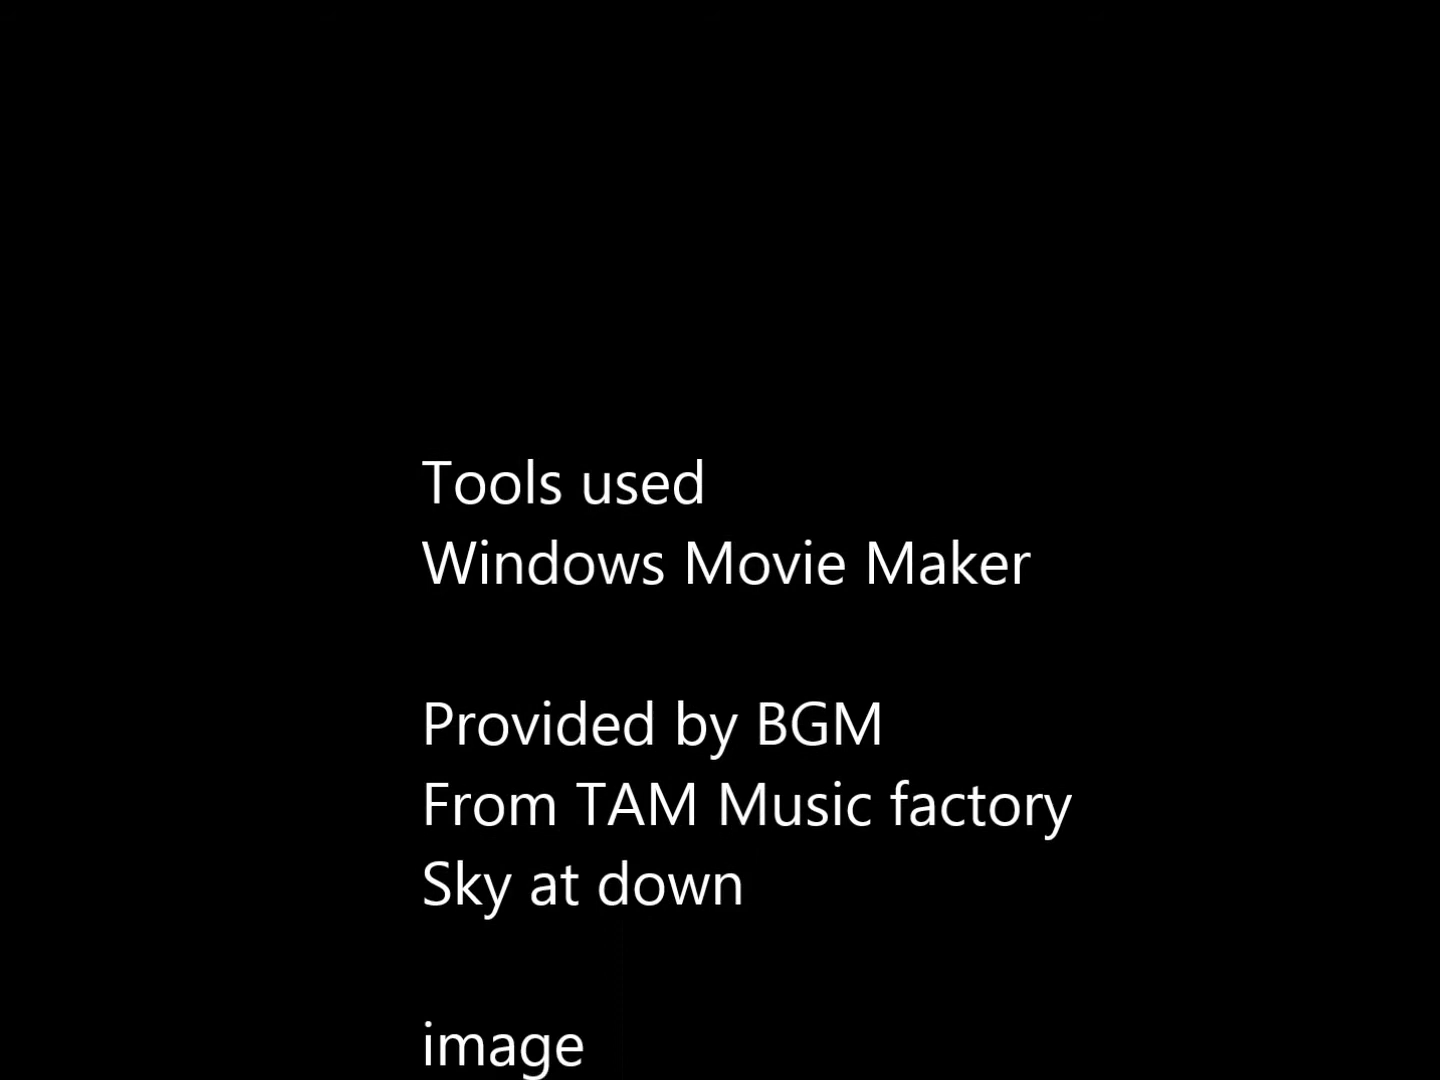 Tools used
Windows Movie Maker
Provided by BGM
From TAM Music factory
Sky at down
image